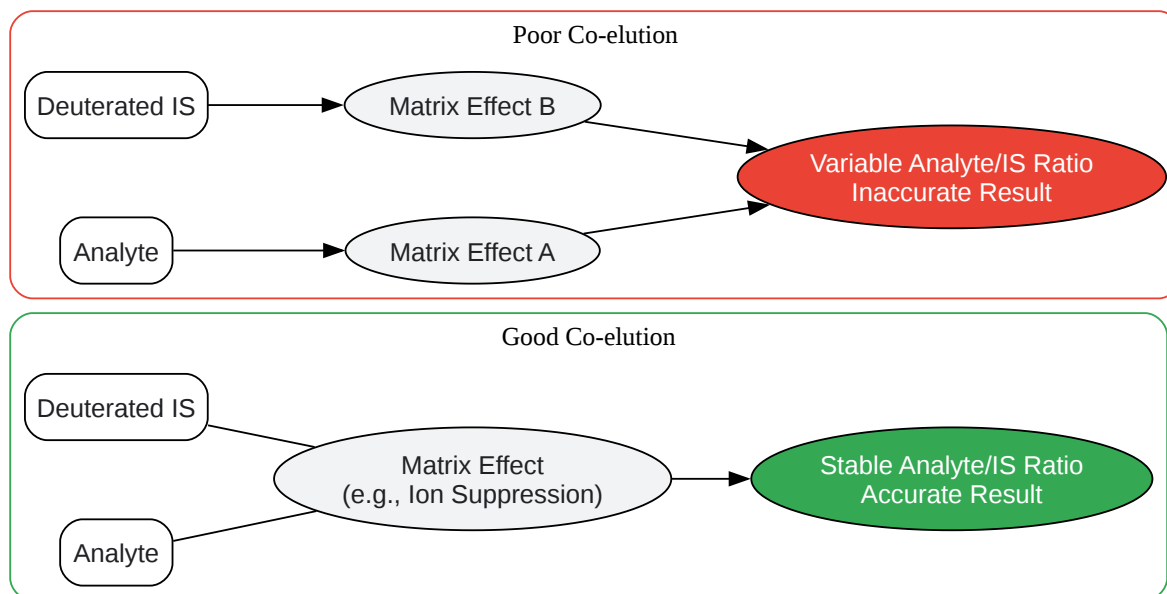 Poor Co-elution
Deuterated IS
Matrix Effect B
Variable Analyte/IS Ratio
Inaccurate Result
Analyte
Matrix Effect A
Good Co-elution
Deuterated IS
Matrix Effect
(e.g., Ion Suppression)
Stable Analyte/IS Ratio
Accurate Result
Analyte